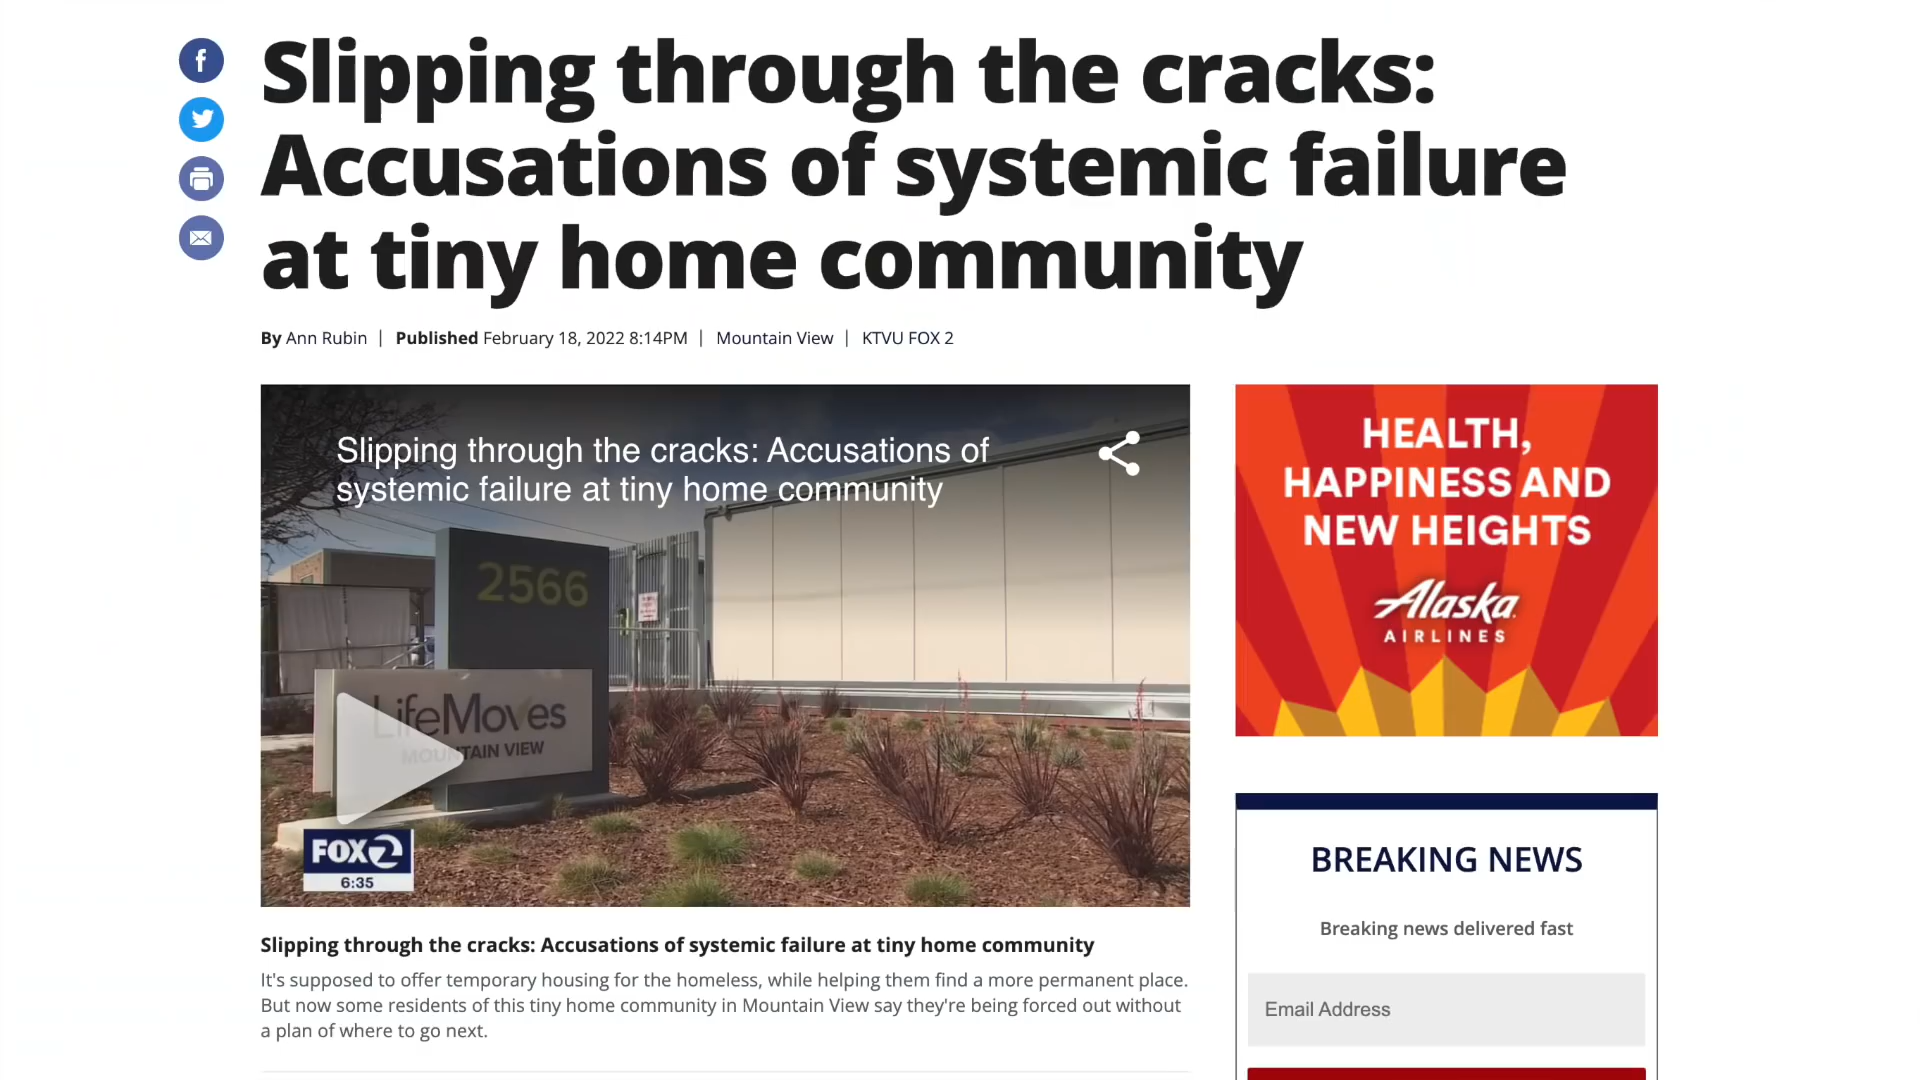 Slipping through the cracks:
Accusations of systemic failure
at tiny home community
By Ann Rubin | Published February 18, 2022 8:14PM | Mountain View | KTVU FOX 2
Slipping through the cracks: Accusations of
systemic failure at tiny home community
2566
LifeMoves
MOUNTAIN VIEW
FOX 2
6:35
Slipping through the cracks: Accusations of systemic failure at tiny home community
It's supposed to offer temporary housing for the homeless, while helping them find a more permanent place.
But now some residents of this tiny home community in Mountain View say they're being forced out without
a plan of where to go next.
HEALTH,
HAPPINESS AND
NEW HEIGHTS
Alaska
AIRLINES
BREAKING NEWS
Breaking news delivered fast
Email Address